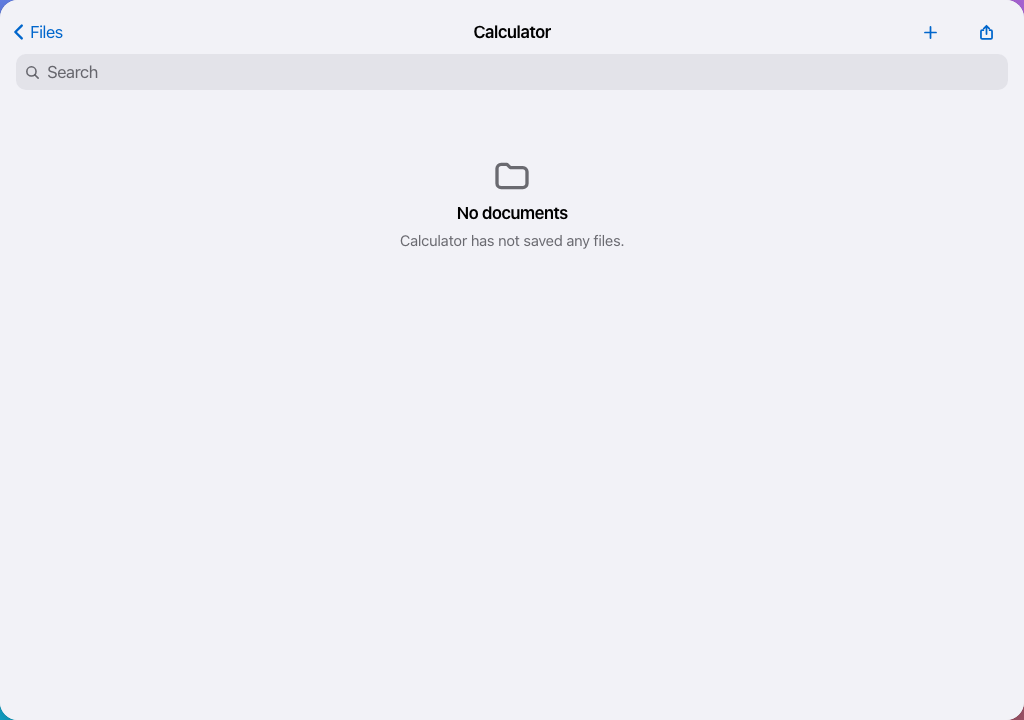 Files
Calculator
Search
No documents
Calculator has not saved any files.